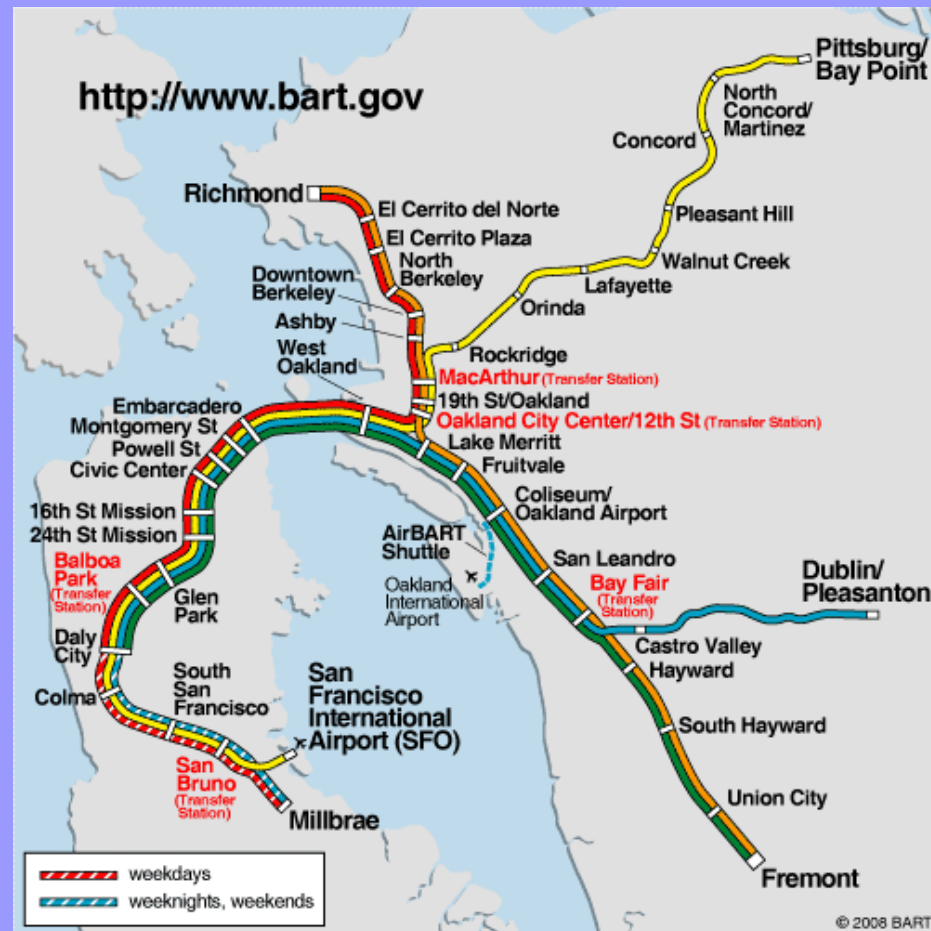 http://www.bart.gov
Pittsburg/
Bay Point
North
Concord/
Martinez
Concord
Pleasant Hill
Walnut Creek
Lafayette
Orinda
Rockridge
Richmond
El Cerrito del Norte
El Cerrito Plaza
North
Berkeley
Downtown
Berkeley
Ashby
West
Oakland
MacArthur (Transfer Station)
19th St/Oakland
Oakland City Center/12th St (Transfer Station)
Lake Merritt
Fruitvale
Coliseum/
Oakland Airport
Embarcadero
Montgomery St
Powell St
Civic Center
16th St Mission
24th St Mission
Balboa
Park
(Transfer
Station)
Glen
Park
Daly
City
Colma
South
San
Francisco
San
Bruno
(Transfer
Station)
San
Francisco
International
Airport (SFO)
Millbrae
AirBART
Shuttle
Oakland
International
Airport
San Leandro
Bay Fair
(Transfer
Station)
Dublin/
Pleasanton
Castro Valley
Hayward
South Hayward
Union City
Fremont
weekdays
weeknights, weekends
© 2008 BART